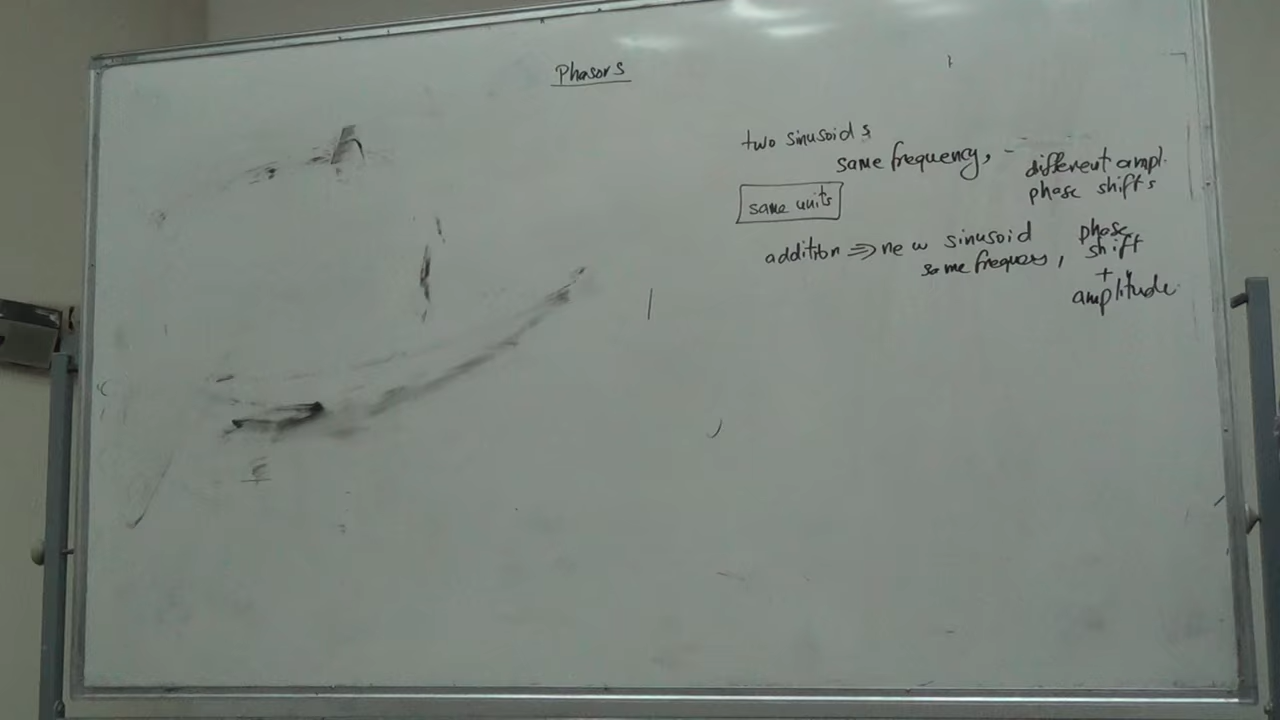 Phasors
two sinusoids
same frequency, - different ampl.
phase shifts
same units
addition ⇒ new sinusoid phase
same frequency, shift
+
amplitude